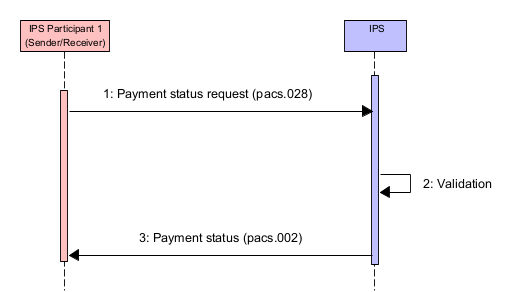 IPS Participant 1
(Sender/Receiver)
IPS
1: Payment status request (pacs.028)
2: Validation
3: Payment status (pacs.002)